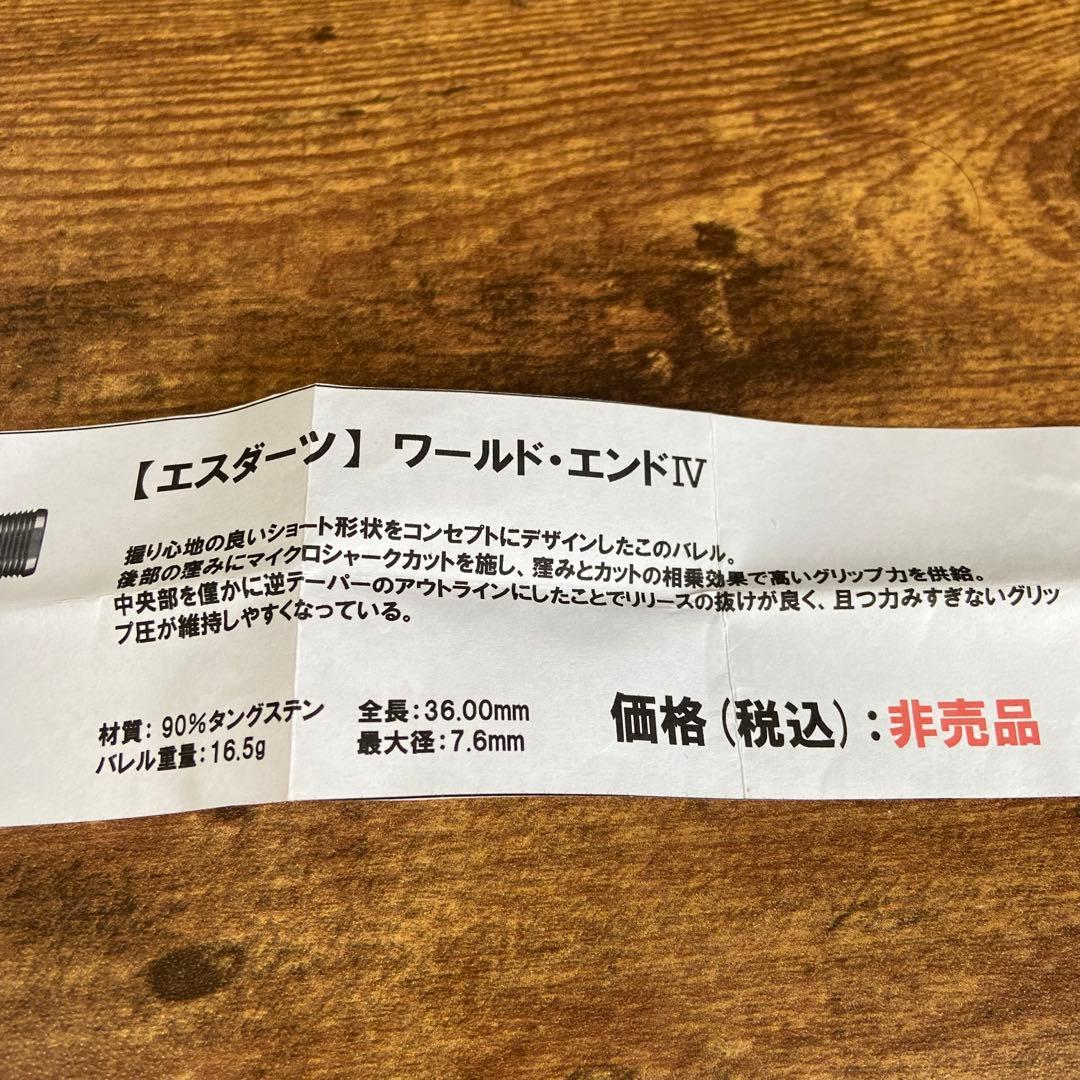 【エスダーツ】 ワールド・エンドⅣ
握り心地の良いショート形状をコンセプトにデザインしたこのバレル。
後部の窪みにマイクロシャークカットを施し、窪みとカットの相乗効果で高いグリップ力を供給。
中央部を僅かに逆テーパーのアウトラインにしたことでリリースの抜けが良く、且つ力みすぎないグリッ
プ圧が維持しやすくなっている。
材質：90%タングステン 全長：36.00mm
バレル重量：16.5g 最大径：7.6mm
価格（税込）：非売品